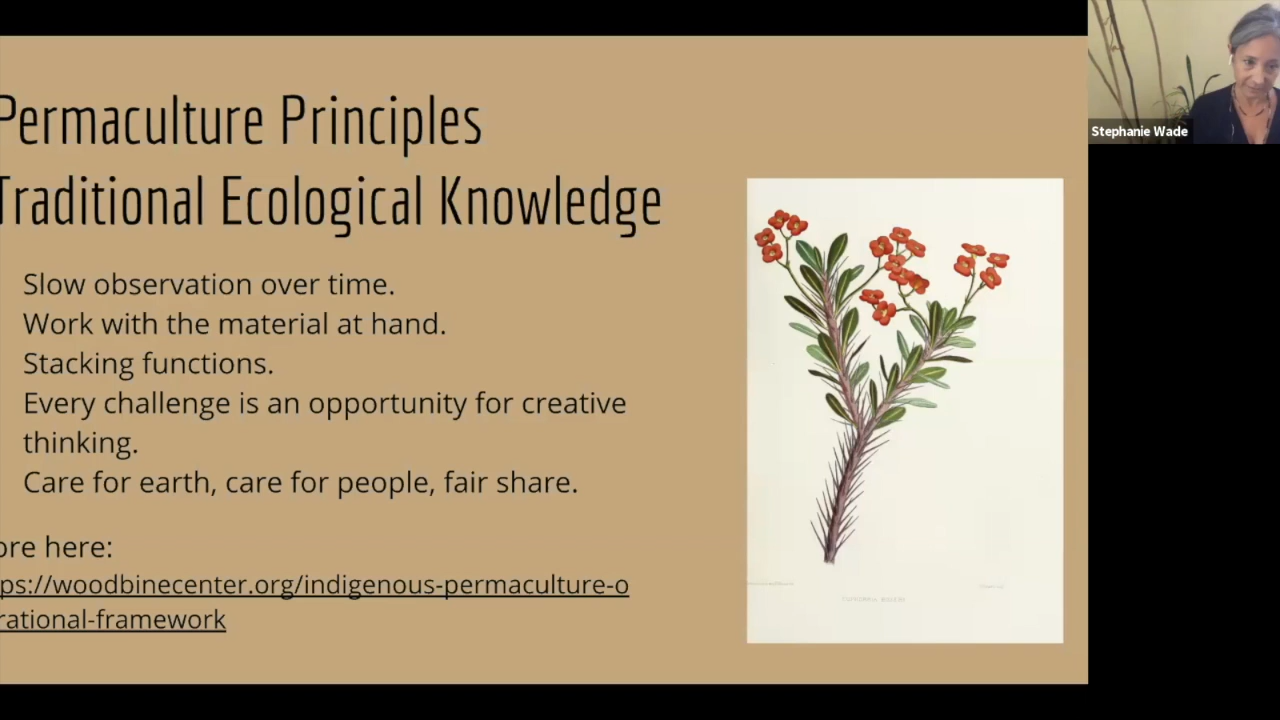 Permaculture Principles
Traditional Ecological Knowledge
Slow observation over time.
Work with the material at hand.
Stacking functions.
Every challenge is an opportunity for creative
thinking.
Care for earth, care for people, fair share.
ore here:
ps://woodbinecenter.org/indigenous-permaculture-o
rational-framework
Stephanie Wade